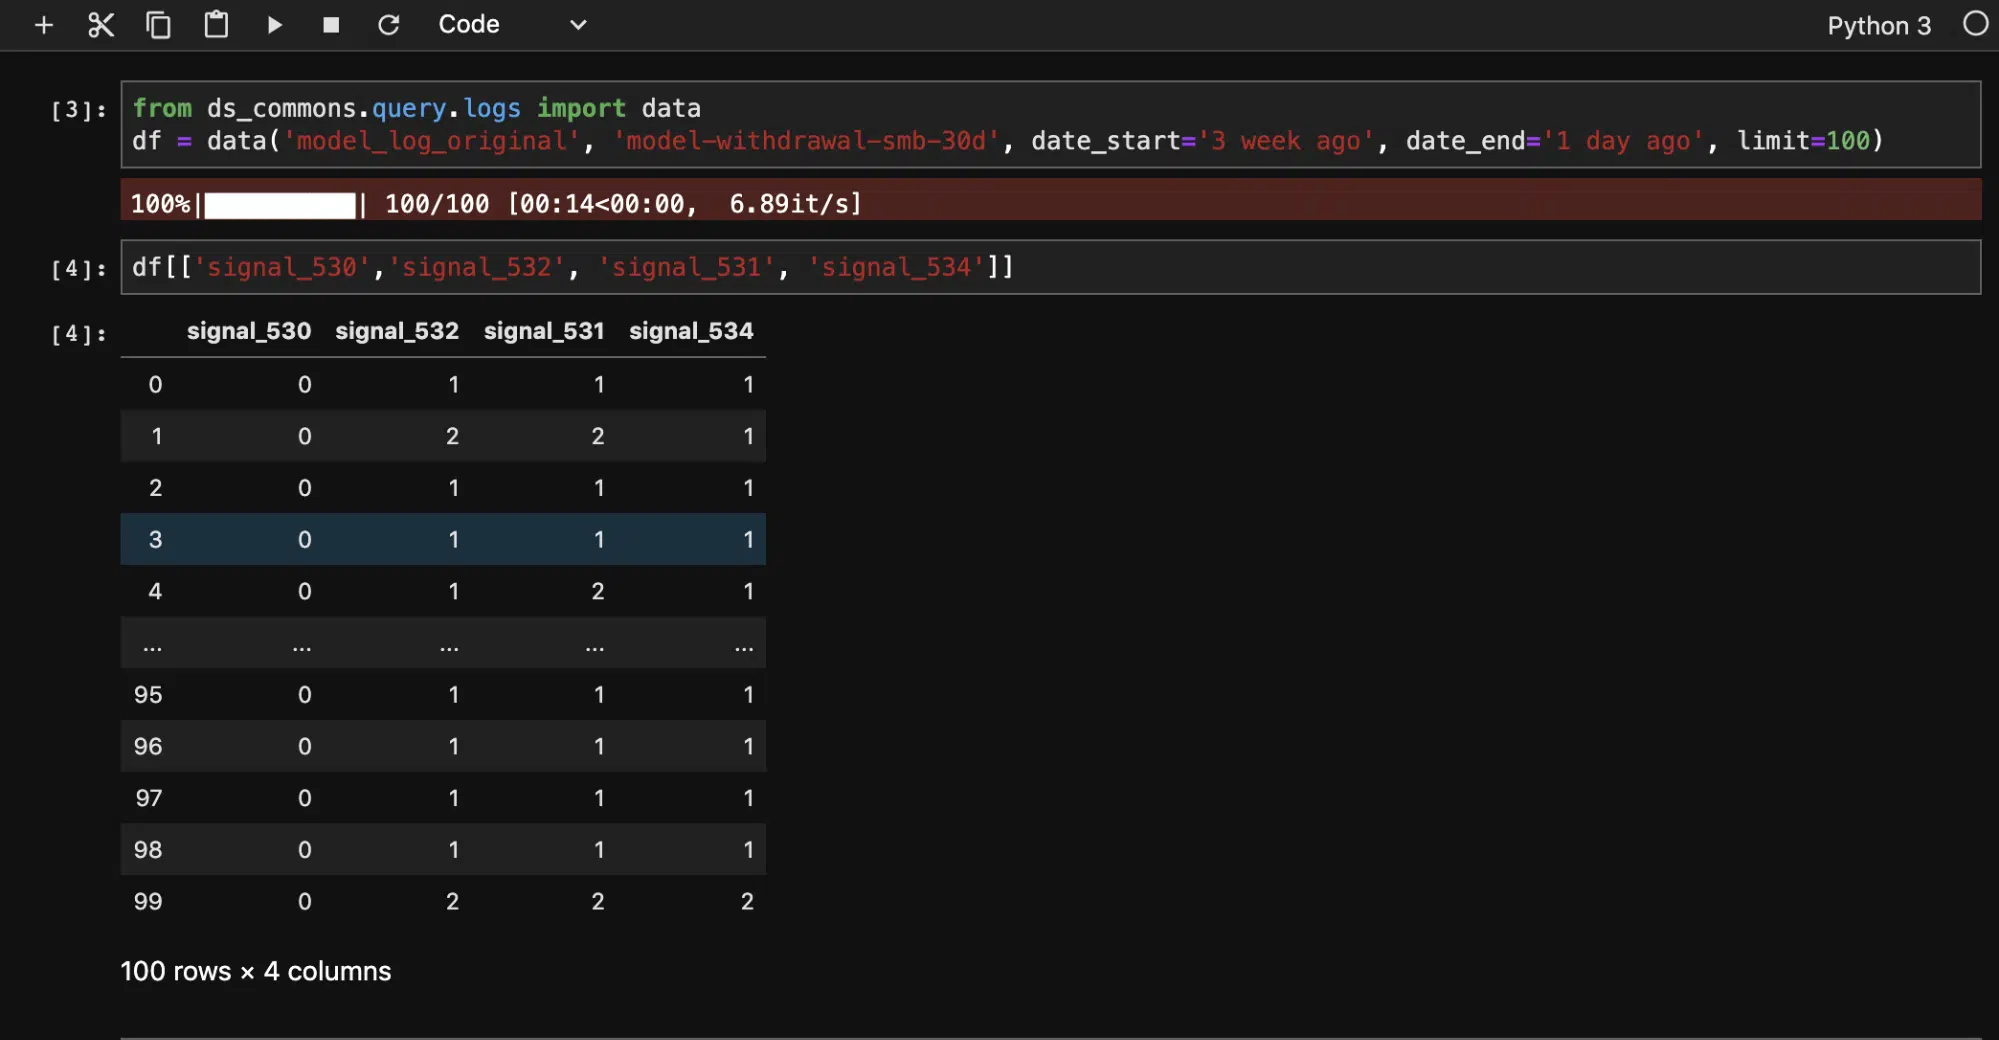 Code
Python 3
[3]:
from ds_commons.query.logs import data
df = data('model_log_original', 'model-withdrawal-smb-30d', date_start='3 week ago', date_end='1 day ago', limit=100)
100%|██████████| 100/100 [00:14<00:00,  6.89it/s]
[4]:
df[['signal_530','signal_532', 'signal_531', 'signal_534']]
[4]:
signal_530 signal_532 signal_531 signal_534
0 0 1 1 1
1 0 2 2 1
2 0 1 1 1
3 0 1 1 1
4 0 1 2 1
... ... ... ... ...
95 0 1 1 1
96 0 1 1 1
97 0 1 1 1
98 0 1 1 1
99 0 2 2 2
100 rows × 4 columns